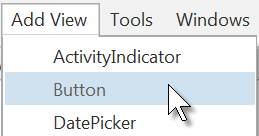 Add View Tools Windows
ActivityIndicator
Button
DatePicker